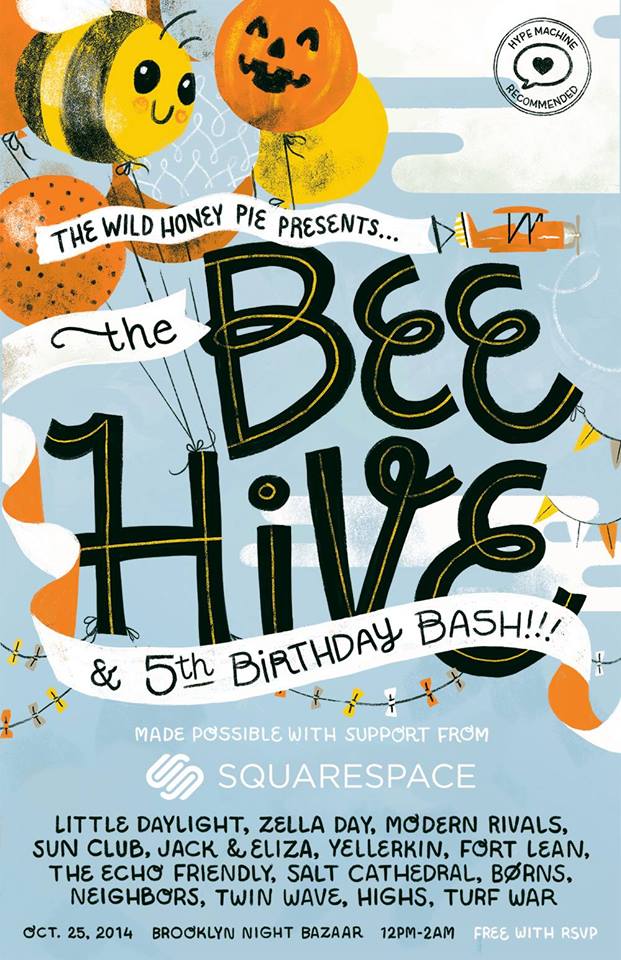 HYPE MACHINE
RECOMMENDED
THE WILD HONEY PIE PRESENTS...
the
BEE
HiVE
& 5th BiRTHDAY BASH!!!
MADE POSSIBLE WITH SUPPORT FROM
SQUARESPACE
LITTLE DAYLIGHT, ZELLA DAY, MODERN RIVALS,
SUN CLUB, JACK & ELIZA, YELLERKIN, FORT LEAN,
THE ECHO FRIENDLY, SALT CATHEDRAL, BØRNS,
NEIGHBORS, TWIN WAVE, HIGHS, TURF WAR
OCT. 25, 2014 BROOKLYN NIGHT BAZAAR 12PM-2AM FREE WITH RSVP